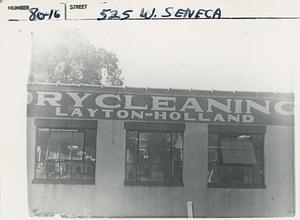 NUMBER 80-16 STREET 525 W. SENECA
DRYCLEANING
LAYTON-HOLLAND